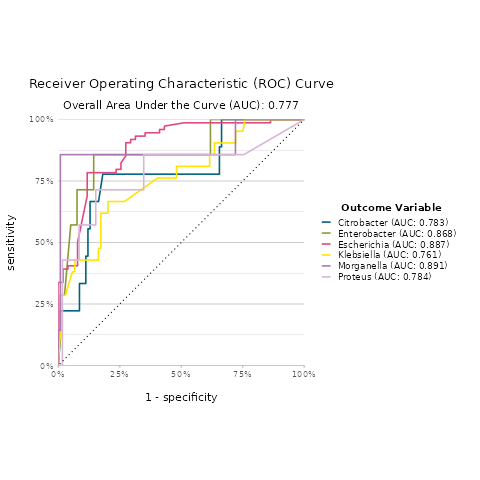 Receiver Operating Characteristic (ROC) Curve
Overall Area Under the Curve (AUC): 0.777
100%
75%
50%
25%
0%
sensitivity
0%
25%
50%
75%
100%
1 - specificity
Outcome Variable
Citrobacter (AUC: 0.783)
Enterobacter (AUC: 0.868)
Escherichia (AUC: 0.887)
Klebsiella (AUC: 0.761)
Morganella (AUC: 0.891)
Proteus (AUC: 0.784)